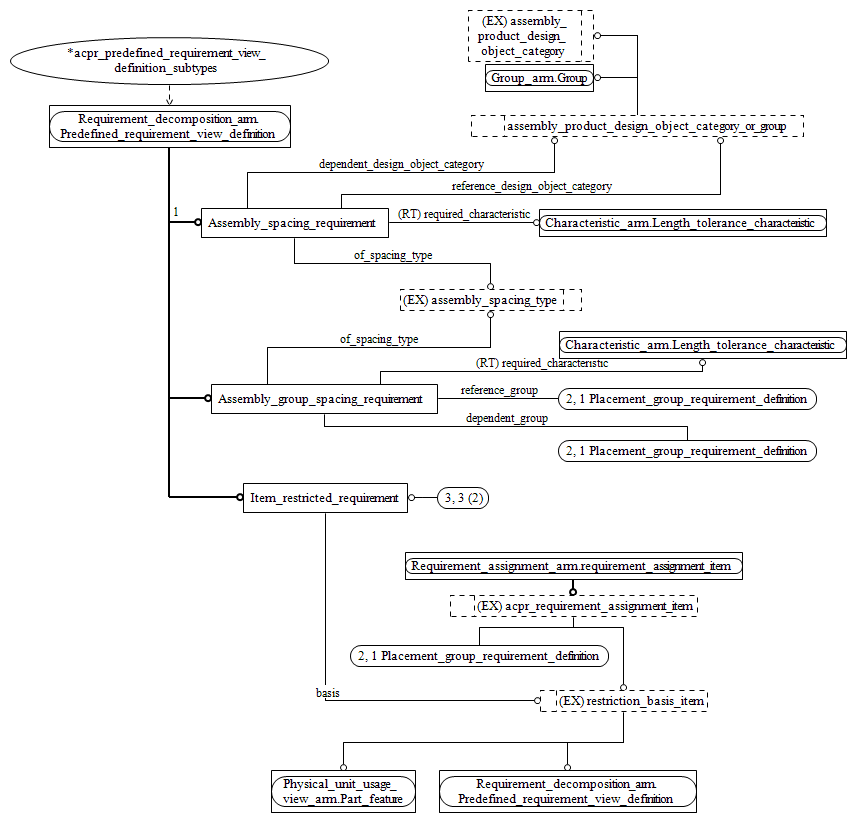 (EX) assembly_
product_design_
object_category
*acpr_predefined_requirement_view_
definition_subtypes
Group_arm.Group
Requirement_decomposition_arm.
Predefined_requirement_view_definition
assembly_product_design_object_category_or_group
dependent_design_object_category
reference_design_object_category
1
Assembly_spacing_requirement
(RT) required_characteristic
Characteristic_arm.Length_tolerance_characteristic
of_spacing_type
(EX) assembly_spacing_type
of_spacing_type
Characteristic_arm.Length_tolerance_characteristic
(RT) required_characteristic
Assembly_group_spacing_requirement
reference_group
2, 1 Placement_group_requirement_definition
dependent_group
2, 1 Placement_group_requirement_definition
Item_restricted_requirement
3, 3 (2)
Requirement_assignment_arm.requirement_assignment_item
(EX) acpr_requirement_assignment_item
2, 1 Placement_group_requirement_definition
basis
(EX) restriction_basis_item
Physical_unit_usage_
view_arm.Part_feature
Requirement_decomposition_arm.
Predefined_requirement_view_definition